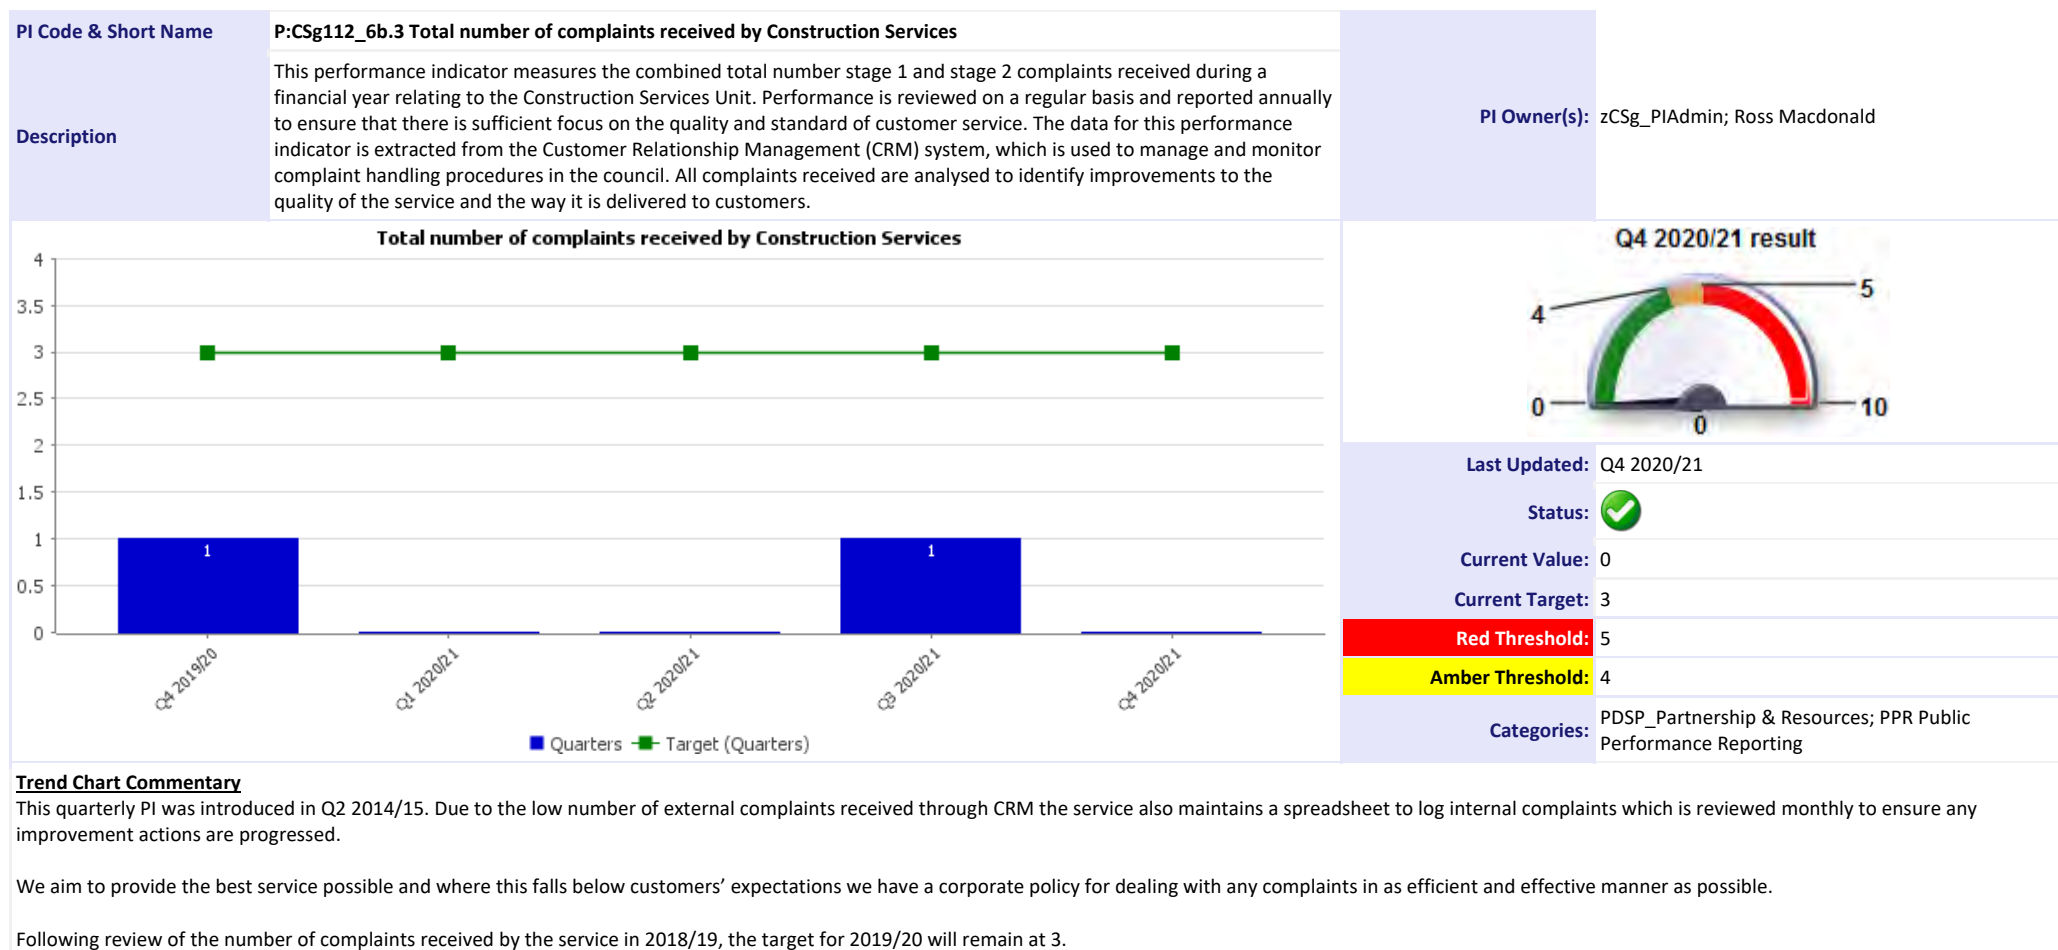 PI Code & Short Name
P:CSg112_6b.3 Total number of complaints received by Construction Services
Description
This performance indicator measures the combined total number stage 1 and stage 2 complaints received during a
financial year relating to the Construction Services Unit. Performance is reviewed on a regular basis and reported annually
to ensure that there is sufficient focus on the quality and standard of customer service. The data for this performance
indicator is extracted from the Customer Relationship Management (CRM) system, which is used to manage and monitor
complaint handling procedures in the council. All complaints received are analysed to identify improvements to the
quality of the service and the way it is delivered to customers.
PI Owner(s): zCSg_PIAdmin; Ross Macdonald
Total number of complaints received by Construction Services
4
3.5
3
2.5
2
1.5
1
0.5
0
1
1
Q4 2019/20
Q1 2020/21
Q2 2020/21
Q3 2020/21
Q4 2020/21
Quarters
Target (Quarters)
Q4 2020/21 result
4
5
0
10
0
Last Updated: Q4 2020/21
Status:
Current Value: 0
Current Target: 3
Red Threshold: 5
Amber Threshold: 4
Categories: PDSP_Partnership & Resources; PPR Public
Performance Reporting
Trend Chart Commentary
This quarterly PI was introduced in Q2 2014/15. Due to the low number of external complaints received through CRM the service also maintains a spreadsheet to log internal complaints which is reviewed monthly to ensure any
improvement actions are progressed.
We aim to provide the best service possible and where this falls below customers’ expectations we have a corporate policy for dealing with any complaints in as efficient and effective manner as possible.
Following review of the number of complaints received by the service in 2018/19, the target for 2019/20 will remain at 3.